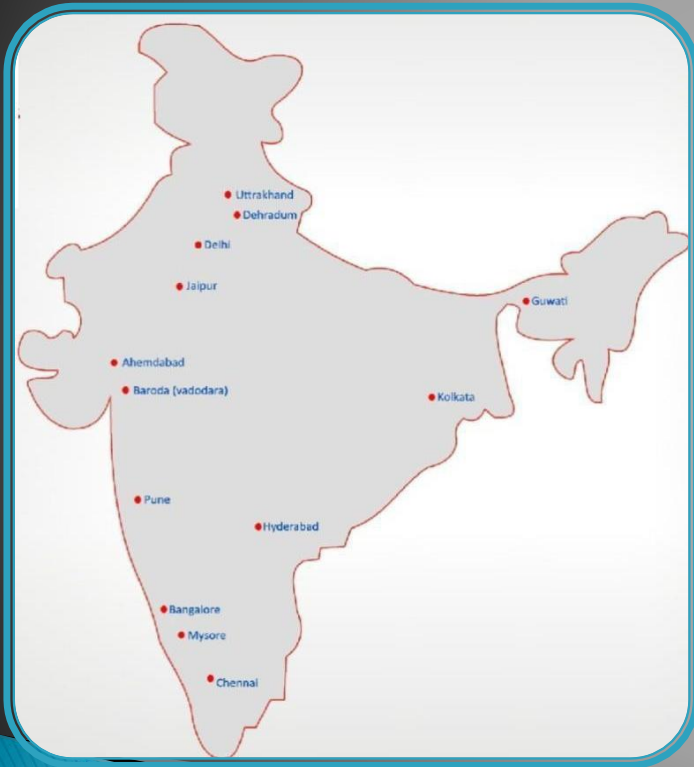 Uttrakhand
Dehradum
Delhi
Jaipur
Guwati
Ahemdabad
Baroda (vadodara)
Kolkata
Pune
Hyderabad
Bangalore
Mysore
Chennai